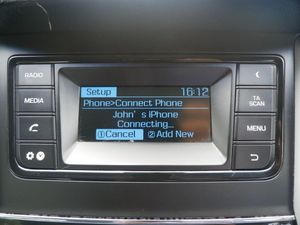 RADIO
MEDIA
Setup 16:12
Phone>Connect Phone
John's iPhone
Connecting...
①Cancel ②Add New
TA/
SCAN
MENU